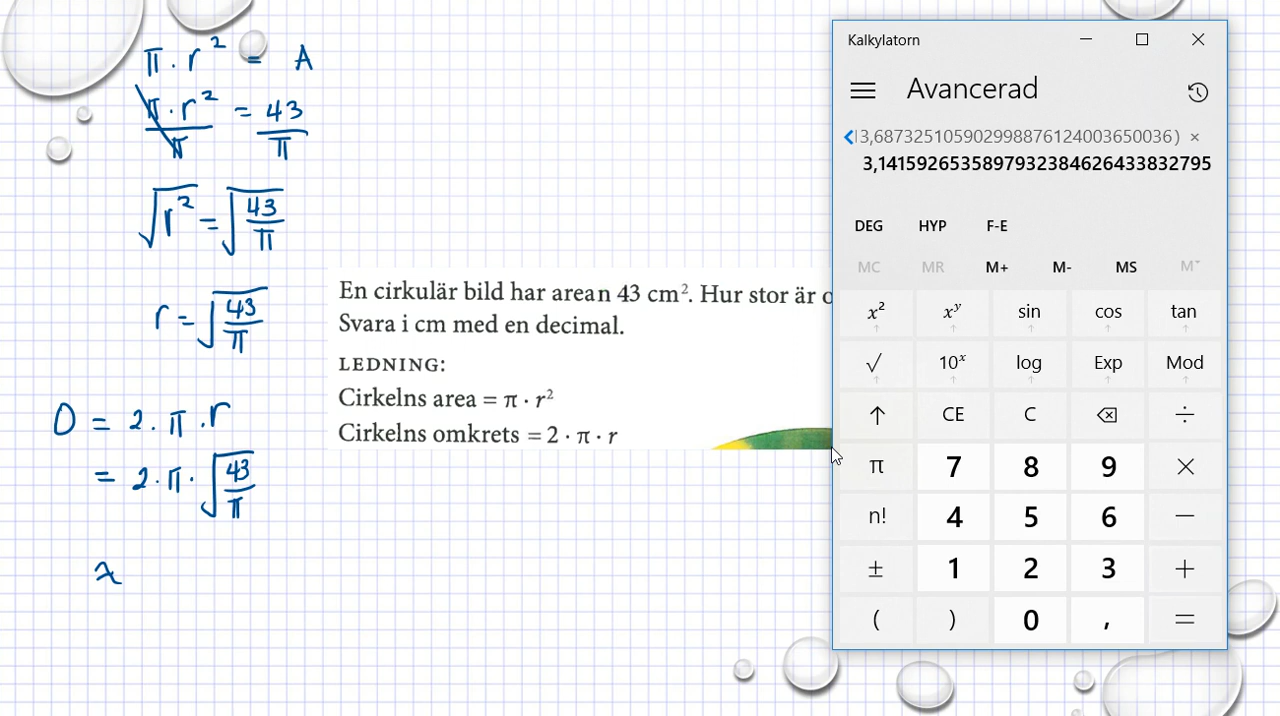 π · r² = A
π · r² / π = 43 / π
√r² = √43/π
r = √43/π
O = 2 · π · r
= 2 · π · √43/π
≈
En cirkulär bild har arean 43 cm². Hur stor är
Svara i cm med en decimal.
LEDNING:
Cirkelns area = π · r²
Cirkelns omkrets = 2 · π · r
Kalkylatorn
Avancerad
3,687325105902998876124003650036) ×
3,1415926535897932384626433832795
DEG HYP F-E
MC MR M+ M- MS M˅
x² xʸ sin cos tan
√ 10ˣ log Exp Mod
↑ CE C ⌫ ÷
π 7 8 9 ×
n! 4 5 6 −
± 1 2 3 +
( ) 0 , =